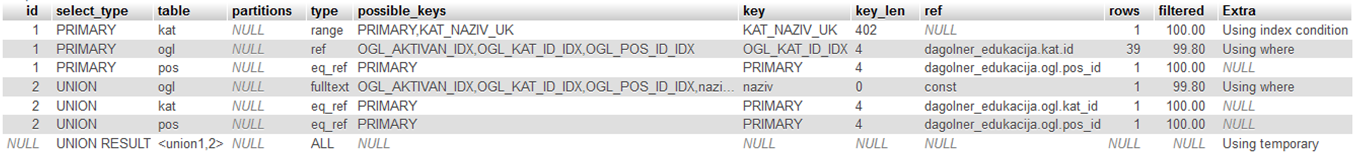 id select_type table partitions type possible_keys key key_len ref rows filtered Extra
1 PRIMARY kat NULL range PRIMARY,KAT_NAZIV_UK KAT_NAZIV_UK 402 NULL 1 100.00 Using index condition
1 PRIMARY ogl NULL ref OGL_AKTIVAN_IDX,OGL_KAT_ID_IDX,OGL_POS_ID_IDX OGL_KAT_ID_IDX 4 dagolner_edukacija.kat.id 39 99.80 Using where
1 PRIMARY pos NULL eq_ref PRIMARY PRIMARY 4 dagolner_edukacija.ogl.pos_id 1 100.00 NULL
2 UNION ogl NULL fulltext OGL_AKTIVAN_IDX,OGL_KAT_ID_IDX,OGL_POS_ID_IDX,nazi... naziv 0 const 1 99.80 Using where
2 UNION kat NULL eq_ref PRIMARY PRIMARY 4 dagolner_edukacija.ogl.kat_id 1 100.00 NULL
2 UNION pos NULL eq_ref PRIMARY PRIMARY 4 dagolner_edukacija.ogl.pos_id 1 100.00 NULL
NULL UNION RESULT <union1,2> NULL ALL NULL NULL NULL NULL NULL NULL Using temporary